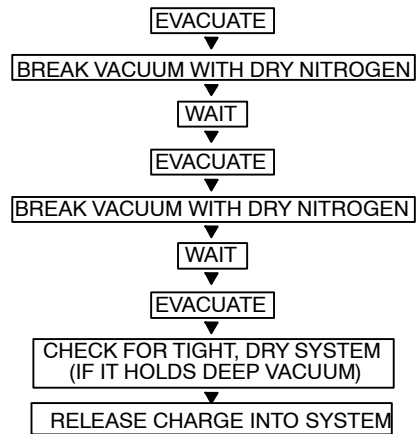 EVACUATE
BREAK VACUUM WITH DRY NITROGEN
WAIT
EVACUATE
BREAK VACUUM WITH DRY NITROGEN
WAIT
EVACUATE
CHECK FOR TIGHT, DRY SYSTEM
(IF IT HOLDS DEEP VACUUM)
RELEASE CHARGE INTO SYSTEM